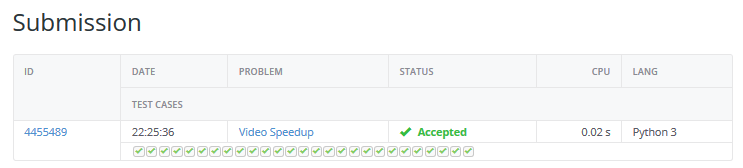 Submission
ID DATE PROBLEM STATUS CPU LANG
TEST CASES
4455489 22:25:36 Video Speedup Accepted 0.02 s Python 3